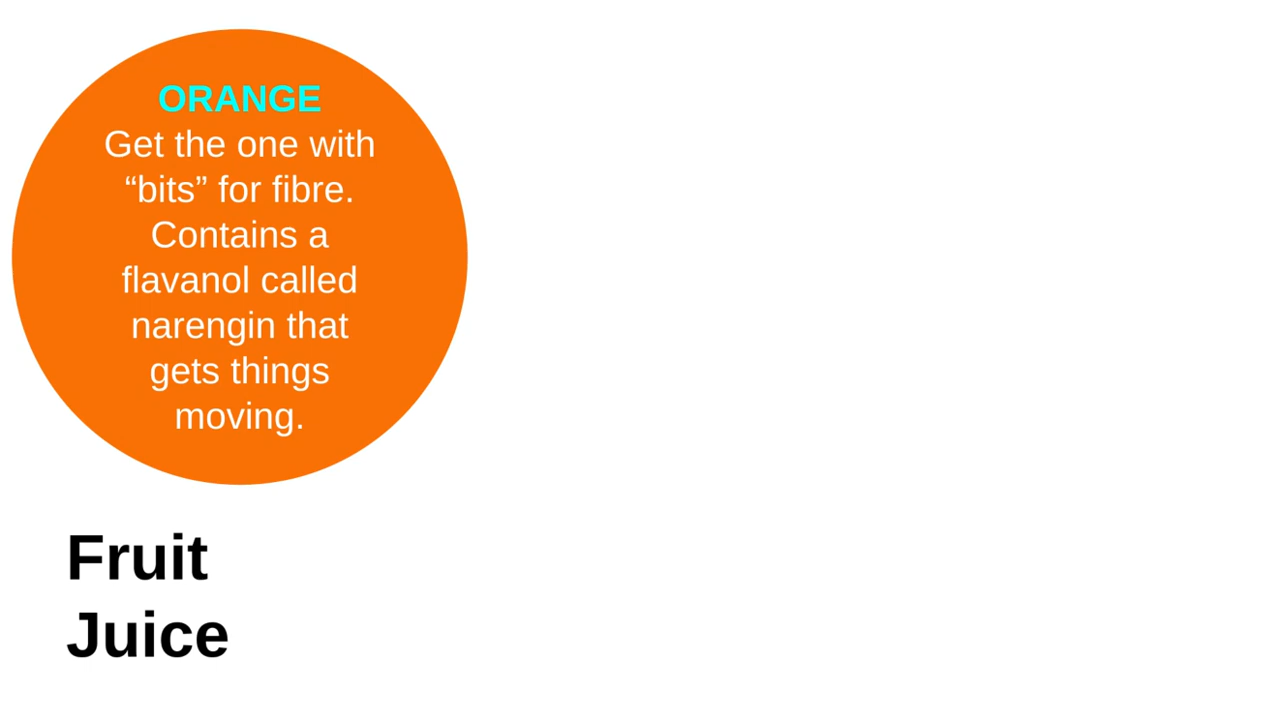 ORANGE
Get the one with
“bits” for fibre.
Contains a
flavanol called
narengin that
gets things
moving.
Fruit
Juice